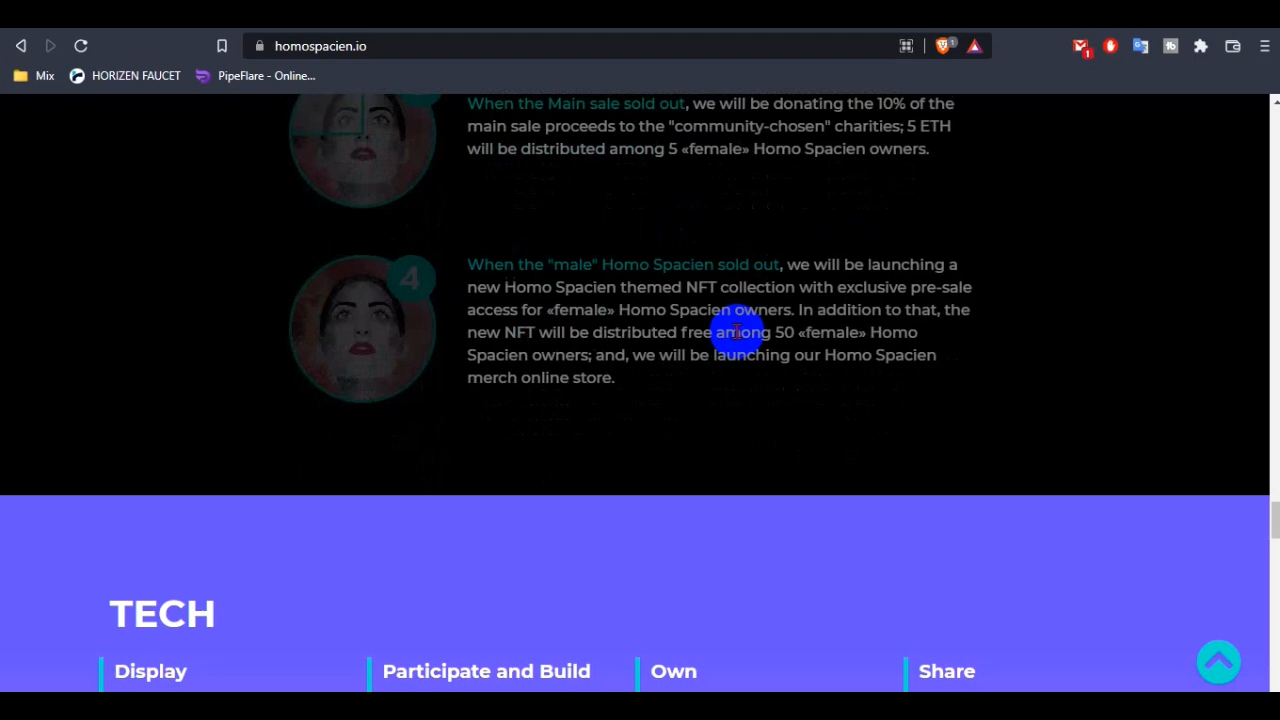 homospacien.io
1
1
Mix
HORIZEN FAUCET
PipeFlare - Online...
When the Main sale sold out, we will be donating the 10% of the
main sale proceeds to the "community-chosen" charities; 5 ETH
will be distributed among 5 «female» Homo Spacien owners.
4
When the "male" Homo Spacien sold out, we will be launching a
new Homo Spacien themed NFT collection with exclusive pre-sale
access for «female» Homo Spacien owners. In addition to that, the
new NFT will be distributed free among 50 «female» Homo
Spacien owners; and, we will be launching our Homo Spacien
merch online store.
TECH
Display
Participate and Build
Own
Share